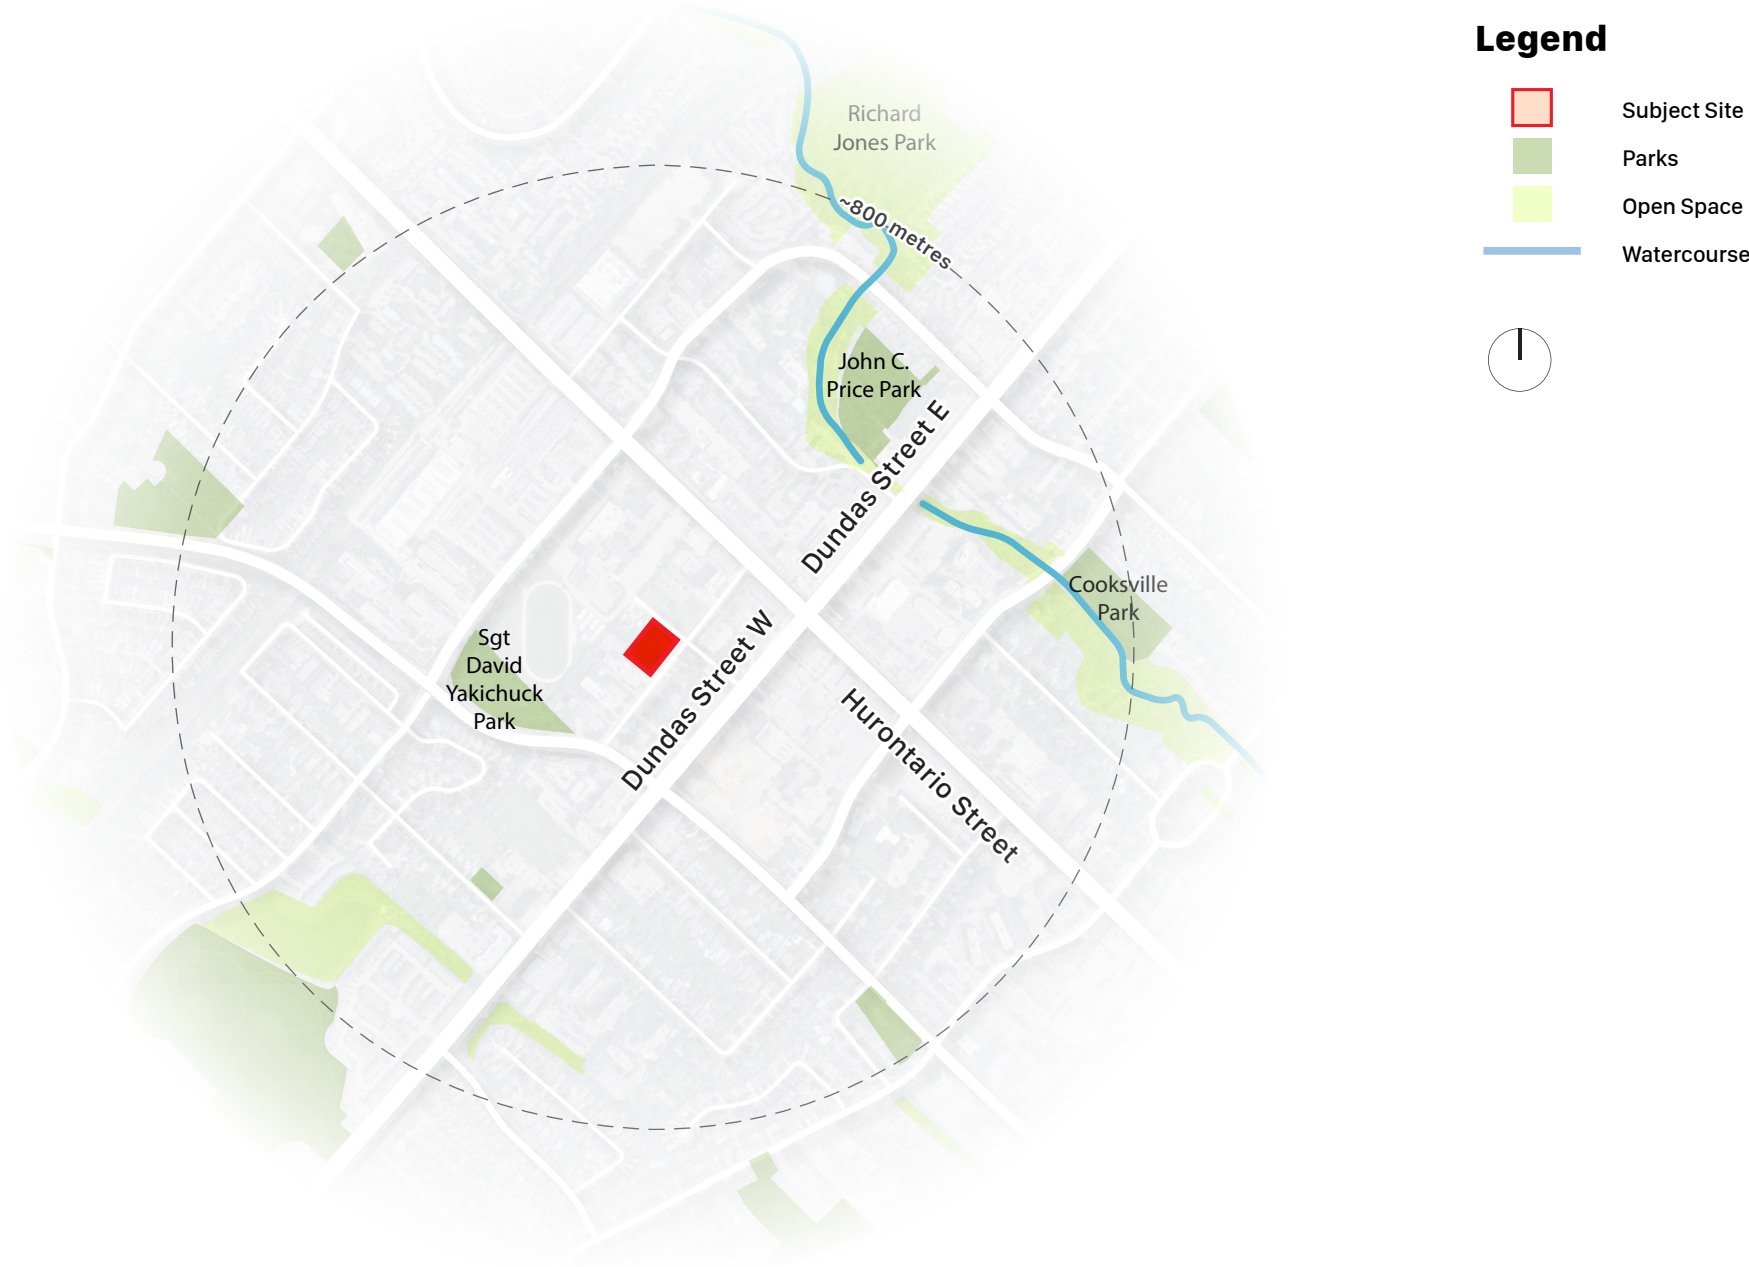 Legend
Subject Site
Parks
Open Space
Watercourse
Richard
Jones Park
~800 metres
John C.
Price Park
Dundas Street E
Cooksville
Park
Sgt
David
Yakichuck
Park
Dundas Street W
Hurontario Street